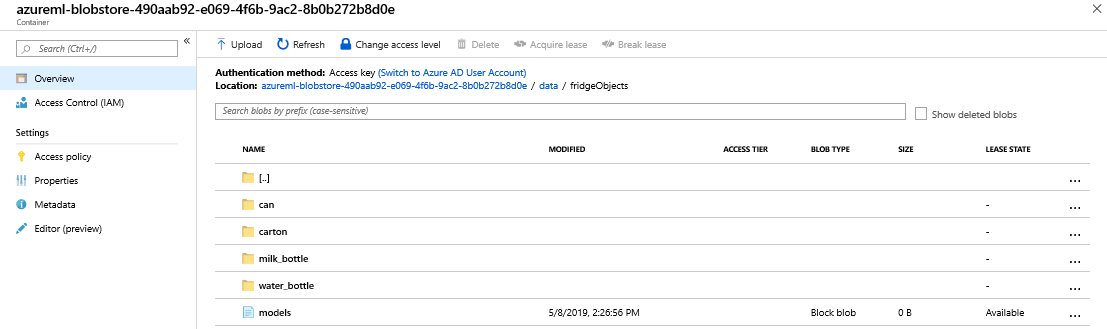 azureml-blobstore-490aab92-e069-4f6b-9ac2-8b0b272b8d0e
Container
Search (Ctrl+/)
«
Overview
Access Control (IAM)
Settings
Access policy
Properties
Metadata
Editor (preview)
Upload Refresh Change access level Delete Acquire lease Break lease
Authentication method: Access key (Switch to Azure AD User Account)
Location: azureml-blobstore-490aab92-e069-4f6b-9ac2-8b0b272b8d0e / data / fridgeObjects
Search blobs by prefix (case-sensitive)
Show deleted blobs
NAME MODIFIED ACCESS TIER BLOB TYPE SIZE LEASE STATE
[..] ...
can - ...
carton - ...
milk_bottle - ...
water_bottle - ...
models 5/8/2019, 2:26:56 PM Block blob 0 B Available ...